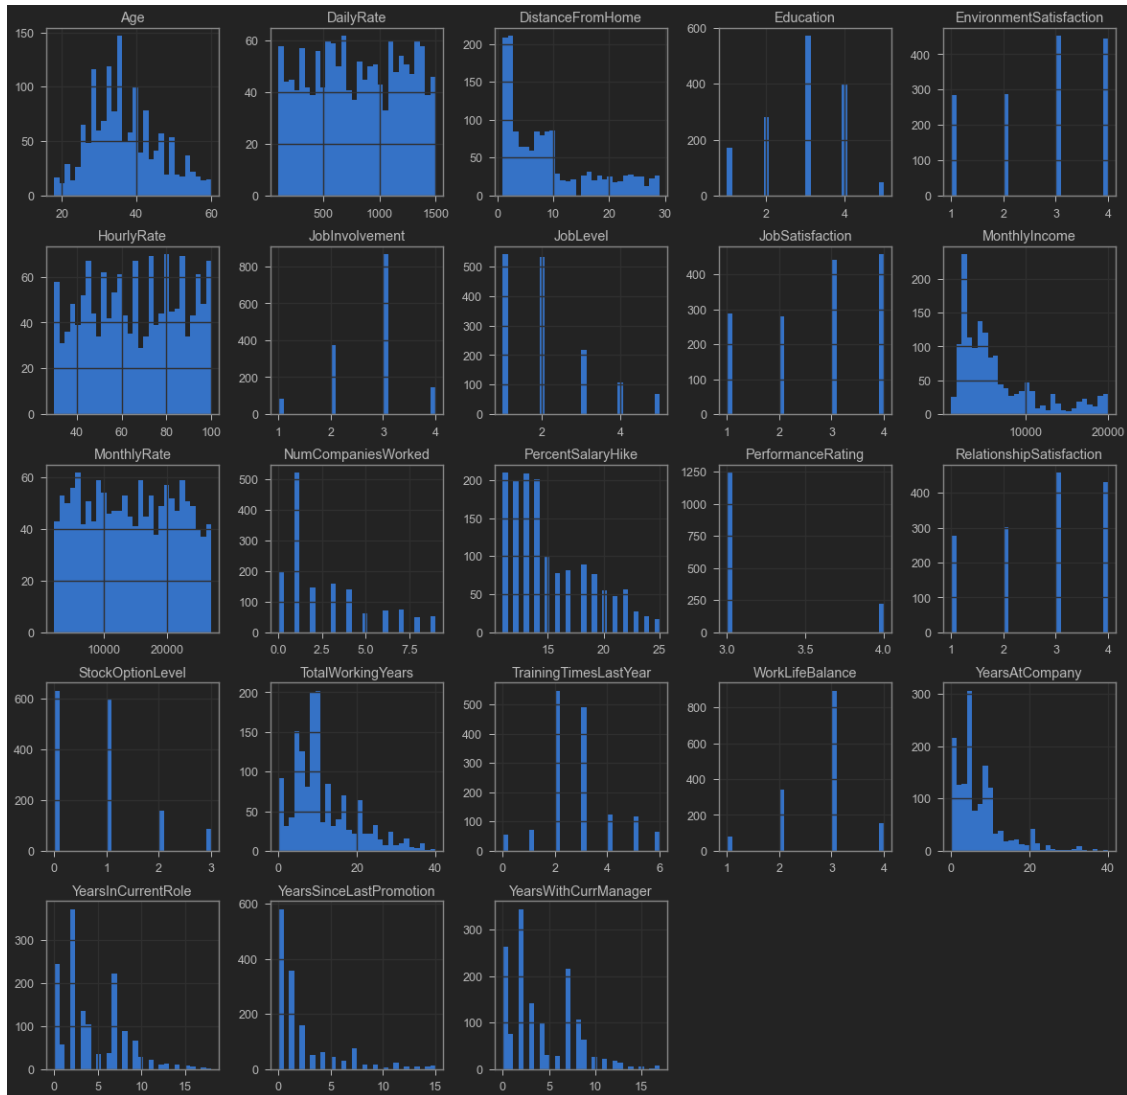 Age DailyRate DistanceFromHome Education EnvironmentSatisfaction
150 100 50 0
20 40 60
60 40 20 0
500 1000 1500
200 150 100 50 0
0 10 20 30
600 400 200 0
2 4
400 300 200 100 0
1 2 3 4
HourlyRate JobInvolvement JobLevel JobSatisfaction MonthlyIncome
60 40 20 0
40 60 80 100
800 600 400 200 0
1 2 3 4
500 400 300 200 100 0
2 4
400 300 200 100 0
1 2 3 4
200 150 100 50 0
10000 20000
MonthlyRate NumCompaniesWorked PercentSalaryHike PerformanceRating RelationshipSatisfaction
60 40 20 0
10000 20000
500 400 300 200 100 0
0.0 2.5 5.0 7.5
200 150 100 50 0
15 20 25
1250 1000 750 500 250 0
3.0 3.5 4.0
400 300 200 100 0
1 2 3 4
StockOptionLevel TotalWorkingYears TrainingTimesLastYear WorkLifeBalance YearsAtCompany
600 400 200 0
0 1 2 3
200 150 100 50 0
0 20 40
500 400 300 200 100 0
0 2 4 6
800 600 400 200 0
1 2 3 4
300 200 100 0
0 20 40
YearsInCurrentRole YearsSinceLastPromotion YearsWithCurrManager
300 200 100 0
0 5 10 15
600 400 200 0
0 5 10 15
300 200 100 0
0 5 10 15